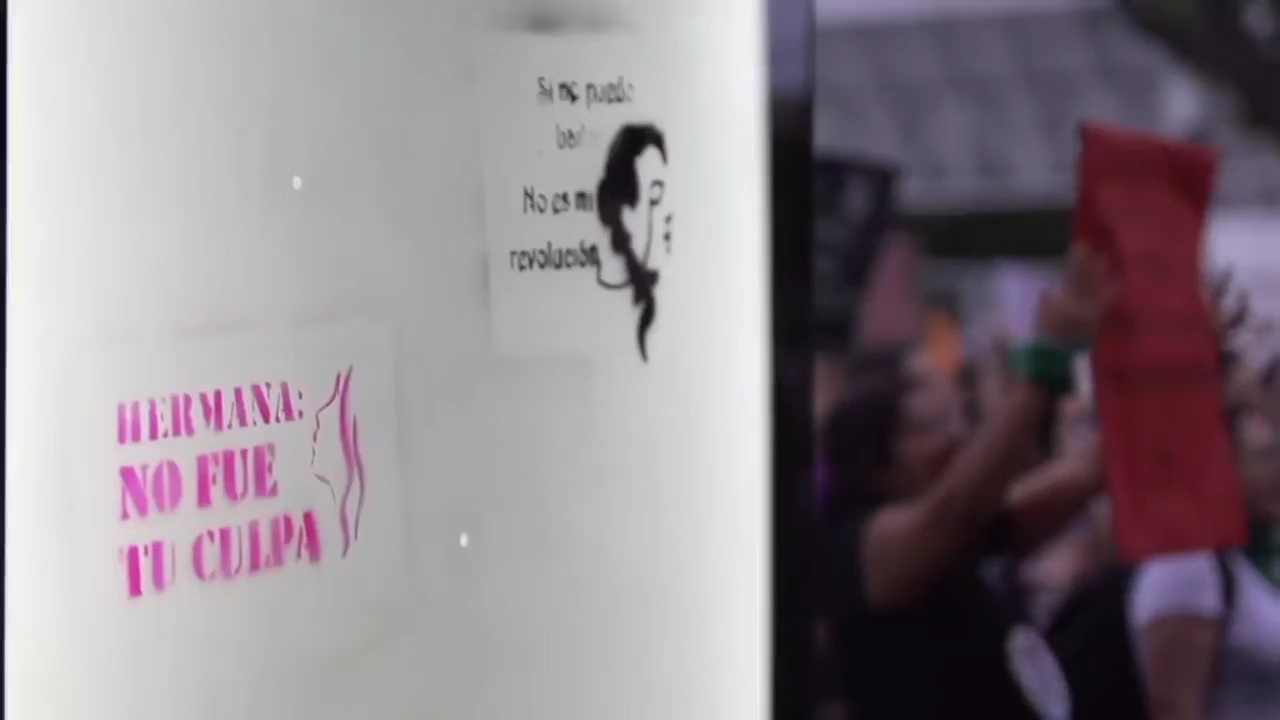 Si no puedo
No es mi
revolución
HERMANA:
NO FUE
TU CULPA